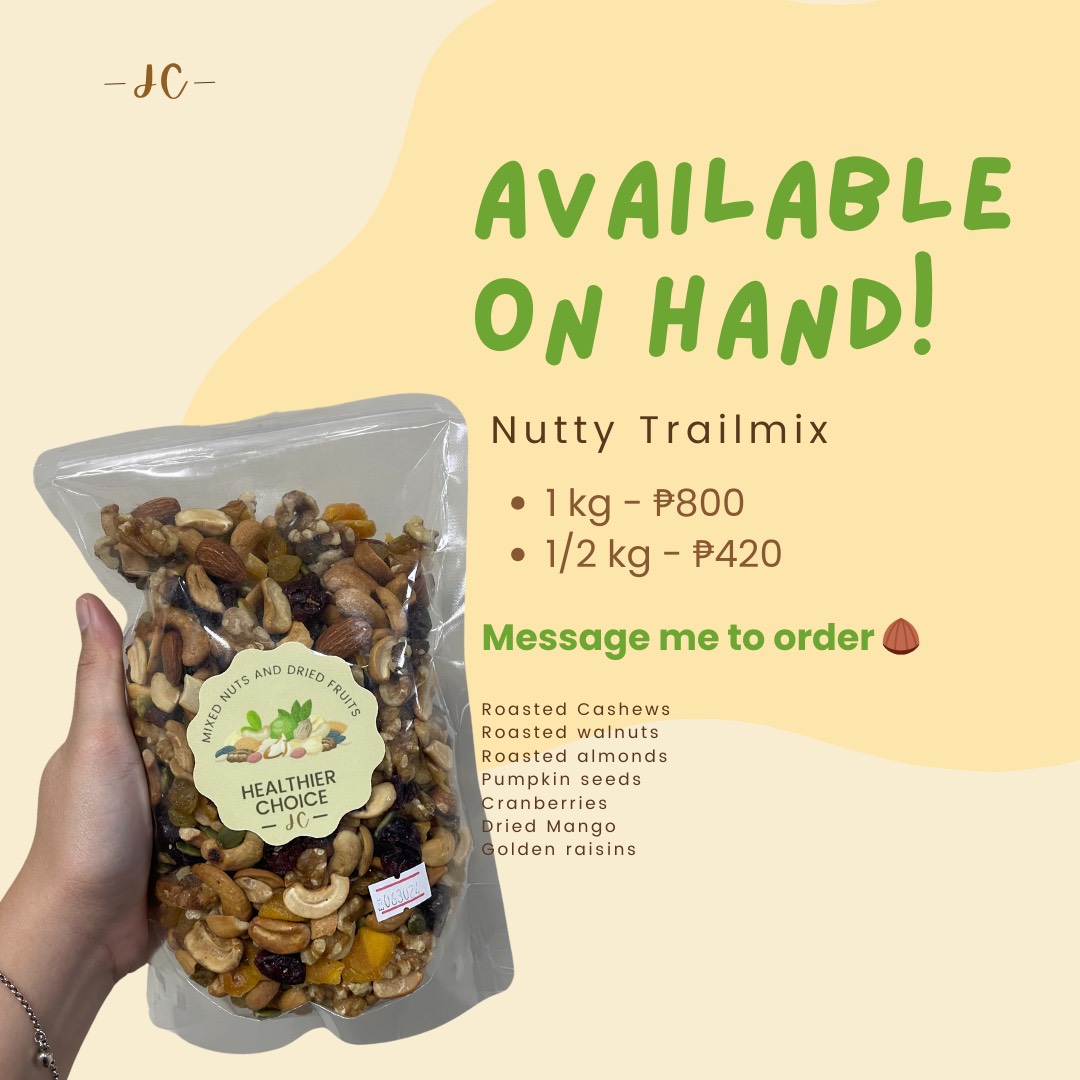 -JC-
AVAILABLE
ON HAND!
Nutty Trailmix
• 1 kg - ₱800
• 1/2 kg - ₱420
Message me to order
Roasted Cashews
Roasted walnuts
Roasted almonds
Pumpkin seeds
Cranberries
Dried Mango
Golden raisins
MIXED NUTS AND DRIED FRUITS
HEALTHIER
CHOICE
-JC-
063024